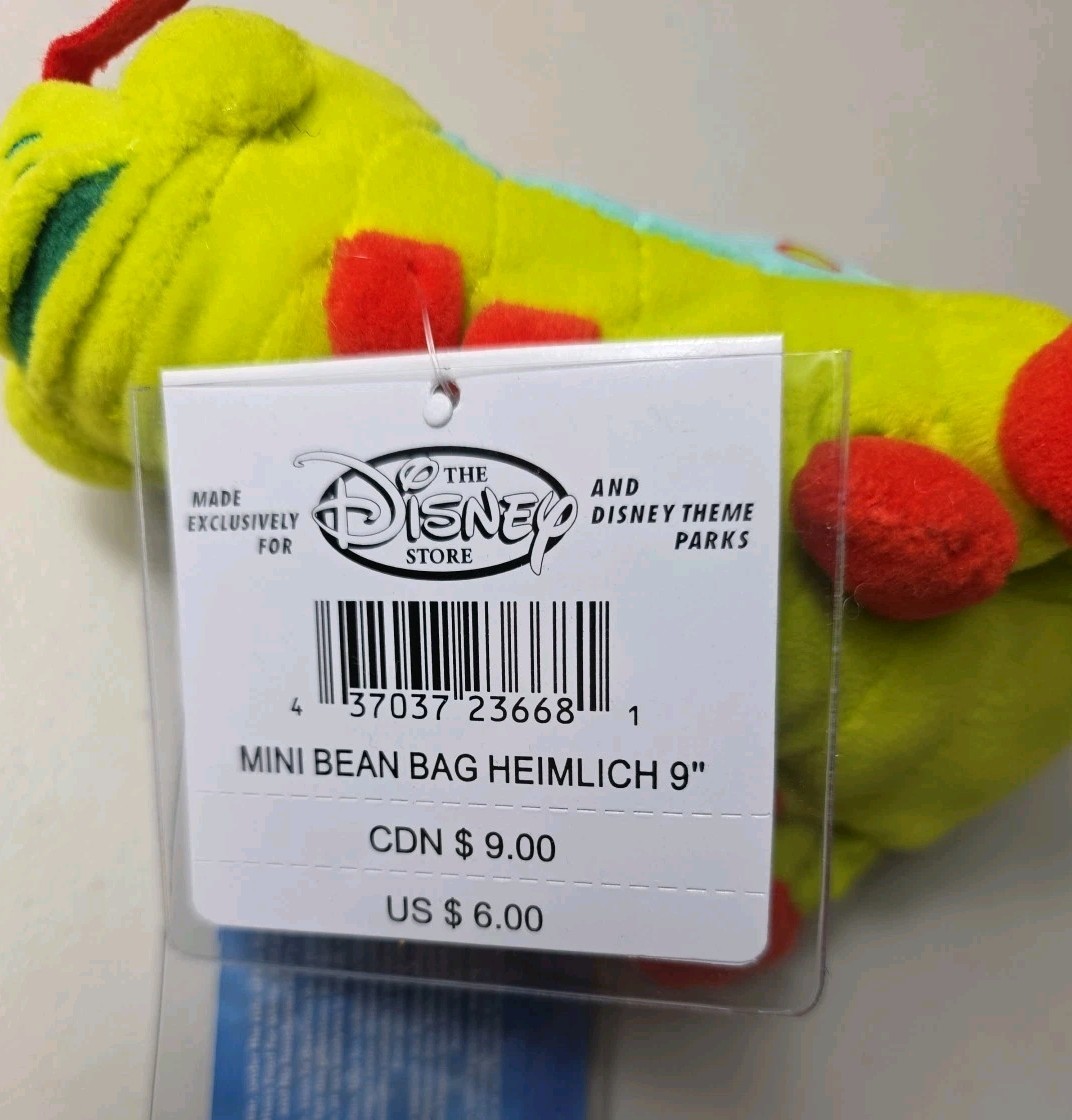 MADE
EXCLUSIVELY
FOR
THE
DISNEY
STORE
AND
DISNEY THEME
PARKS
4 37037 23668 1
MINI BEAN BAG HEIMLICH 9"
CDN $ 9.00
US $ 6.00